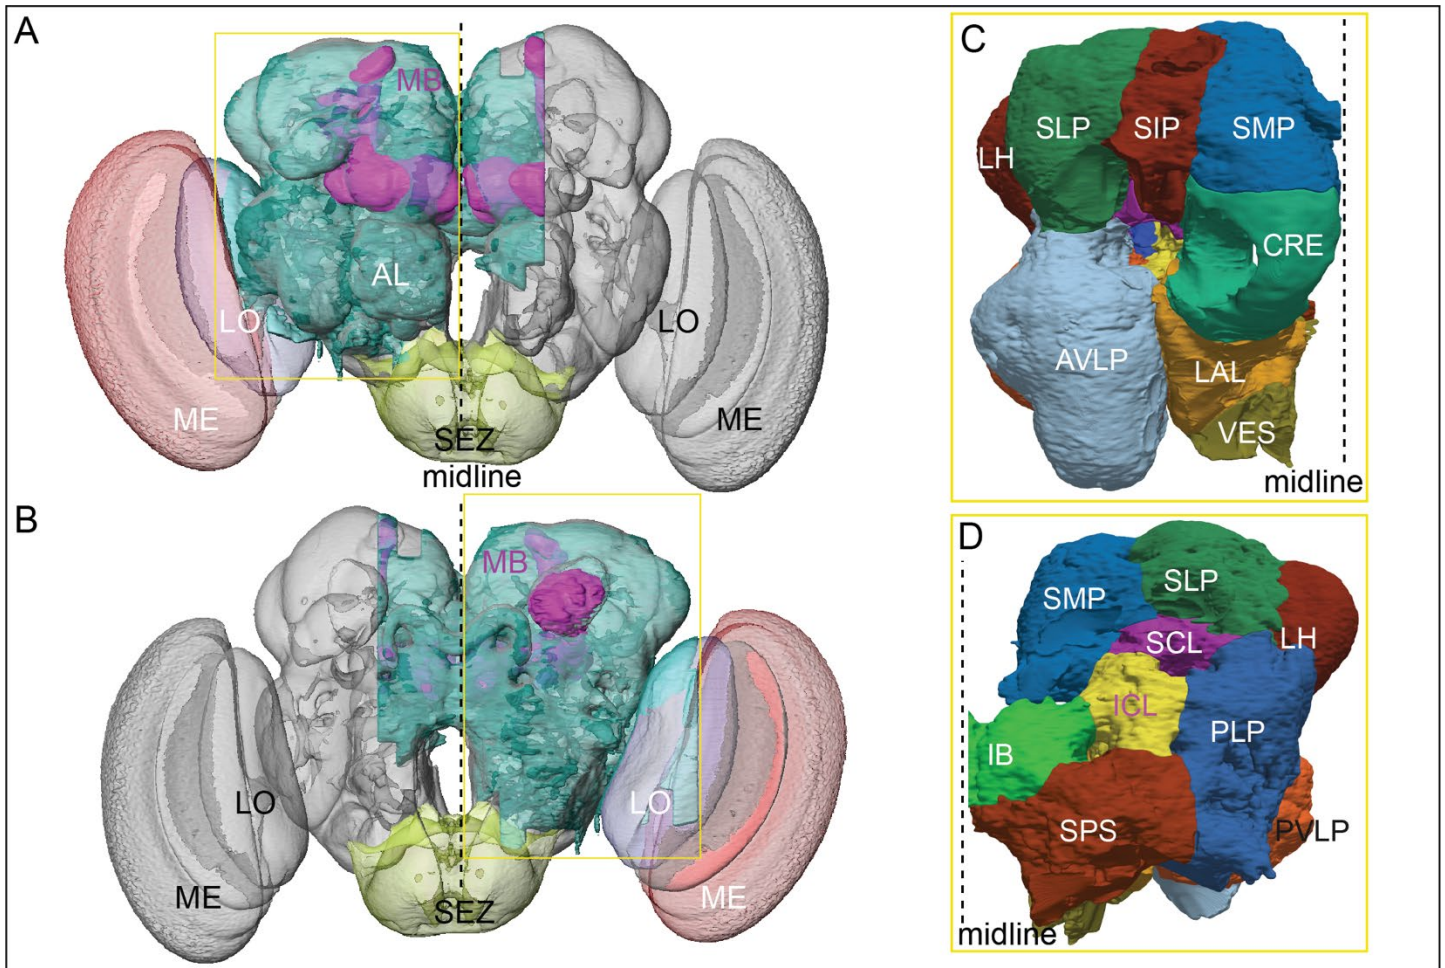 A
MB
AL
LO
LO
ME
ME
SEZ
midline
B
MB
LO
LO
ME
ME
SEZ
C
SLP
SIP
SMP
LH
CRE
AVLP
LAL
VES
midline
D
SLP
SMP
SCL
LH
ICL
PLP
IB
SPS
PVLP
midline